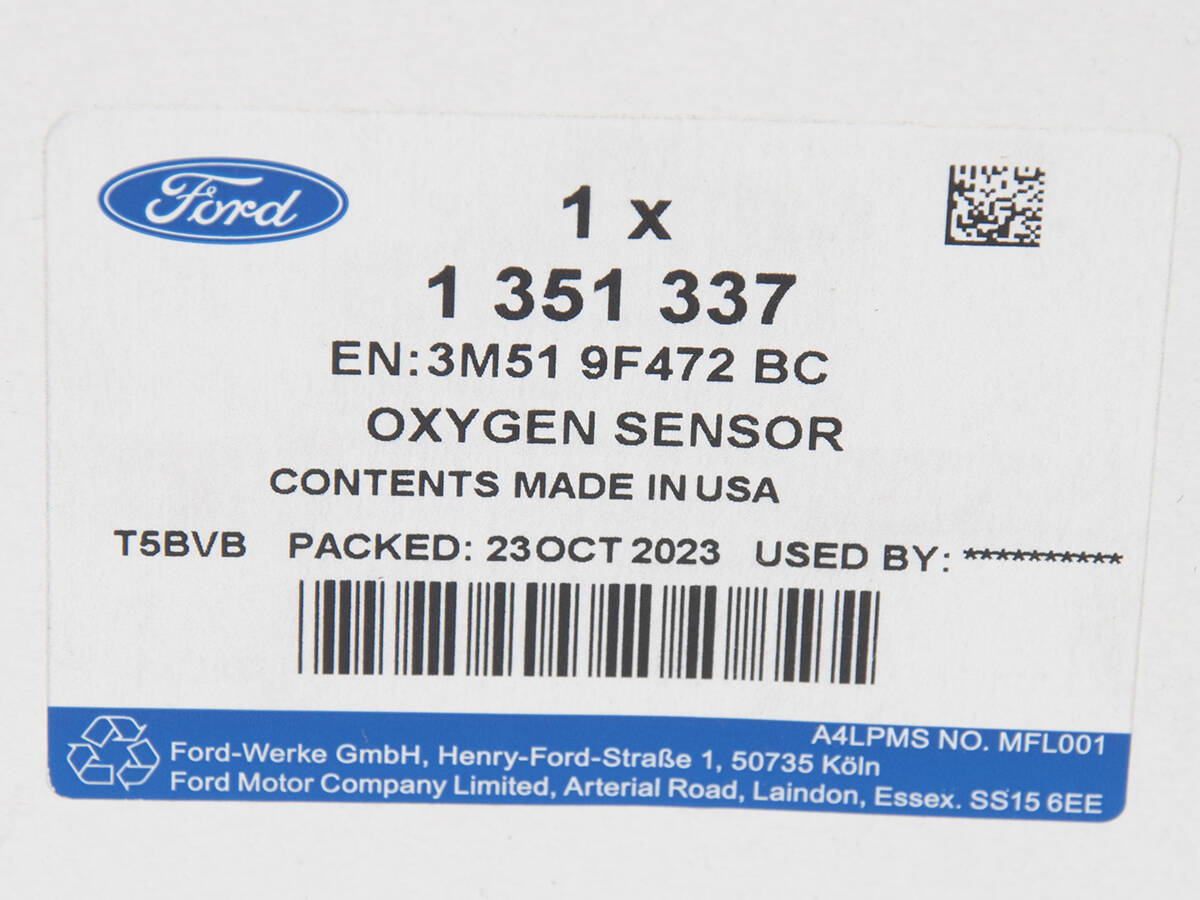 Ford
1 x
1 351 337
EN:3M51 9F472 BC
OXYGEN SENSOR
CONTENTS MADE IN USA
T5BVB PACKED: 23OCT 2023 USED BY: **********
A4LPMS NO. MFL001
Ford-Werke GmbH, Henry-Ford-Straße 1, 50735 Köln
Ford Motor Company Limited, Arterial Road, Laindon, Essex. SS15 6EE